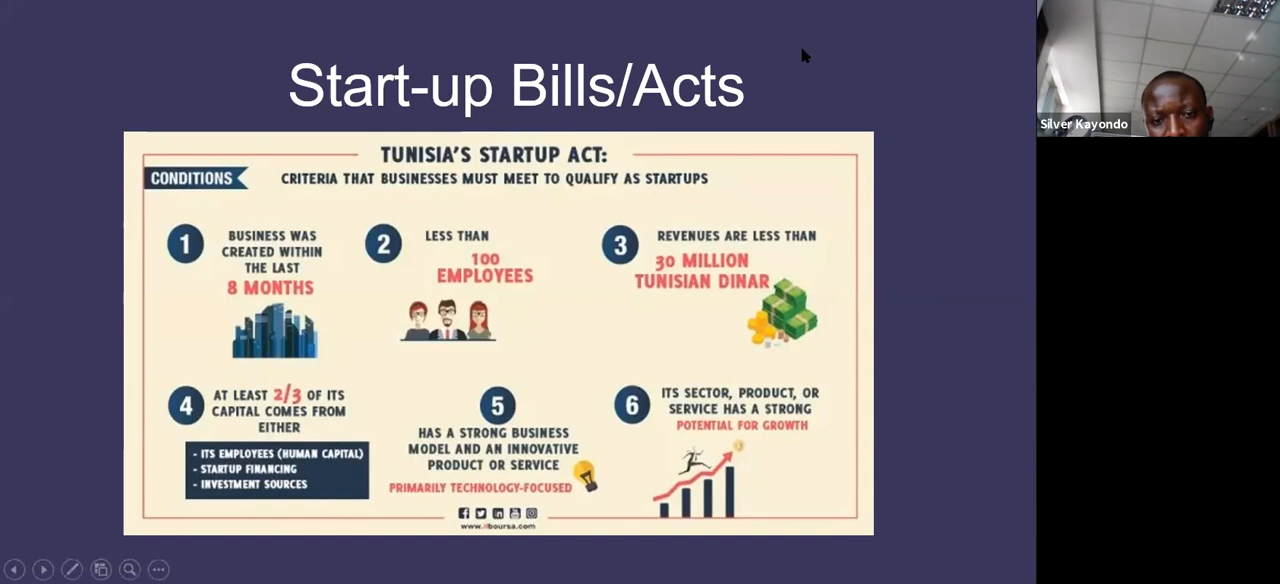 Start-up Bills/Acts
Silver Kayondo
TUNISIA'S STARTUP ACT:
CONDITIONS
CRITERIA THAT BUSINESSES MUST MEET TO QUALIFY AS STARTUPS
1
BUSINESS WAS
CREATED WITHIN
THE LAST
8 MONTHS
2
LESS THAN
100
EMPLOYEES
3
REVENUES ARE LESS THAN
30 MILLION
TUNISIAN DINAR
4
AT LEAST 2/3 OF ITS
CAPITAL COMES FROM
EITHER
- ITS EMPLOYEES (HUMAN CAPITAL)
- STARTUP FINANCING
- INVESTMENT SOURCES
5
HAS A STRONG BUSINESS
MODEL AND AN INNOVATIVE
PRODUCT OR SERVICE
PRIMARILY TECHNOLOGY-FOCUSED
6
ITS SECTOR, PRODUCT, OR
SERVICE HAS A STRONG
POTENTIAL FOR GROWTH
www.ilboursa.com